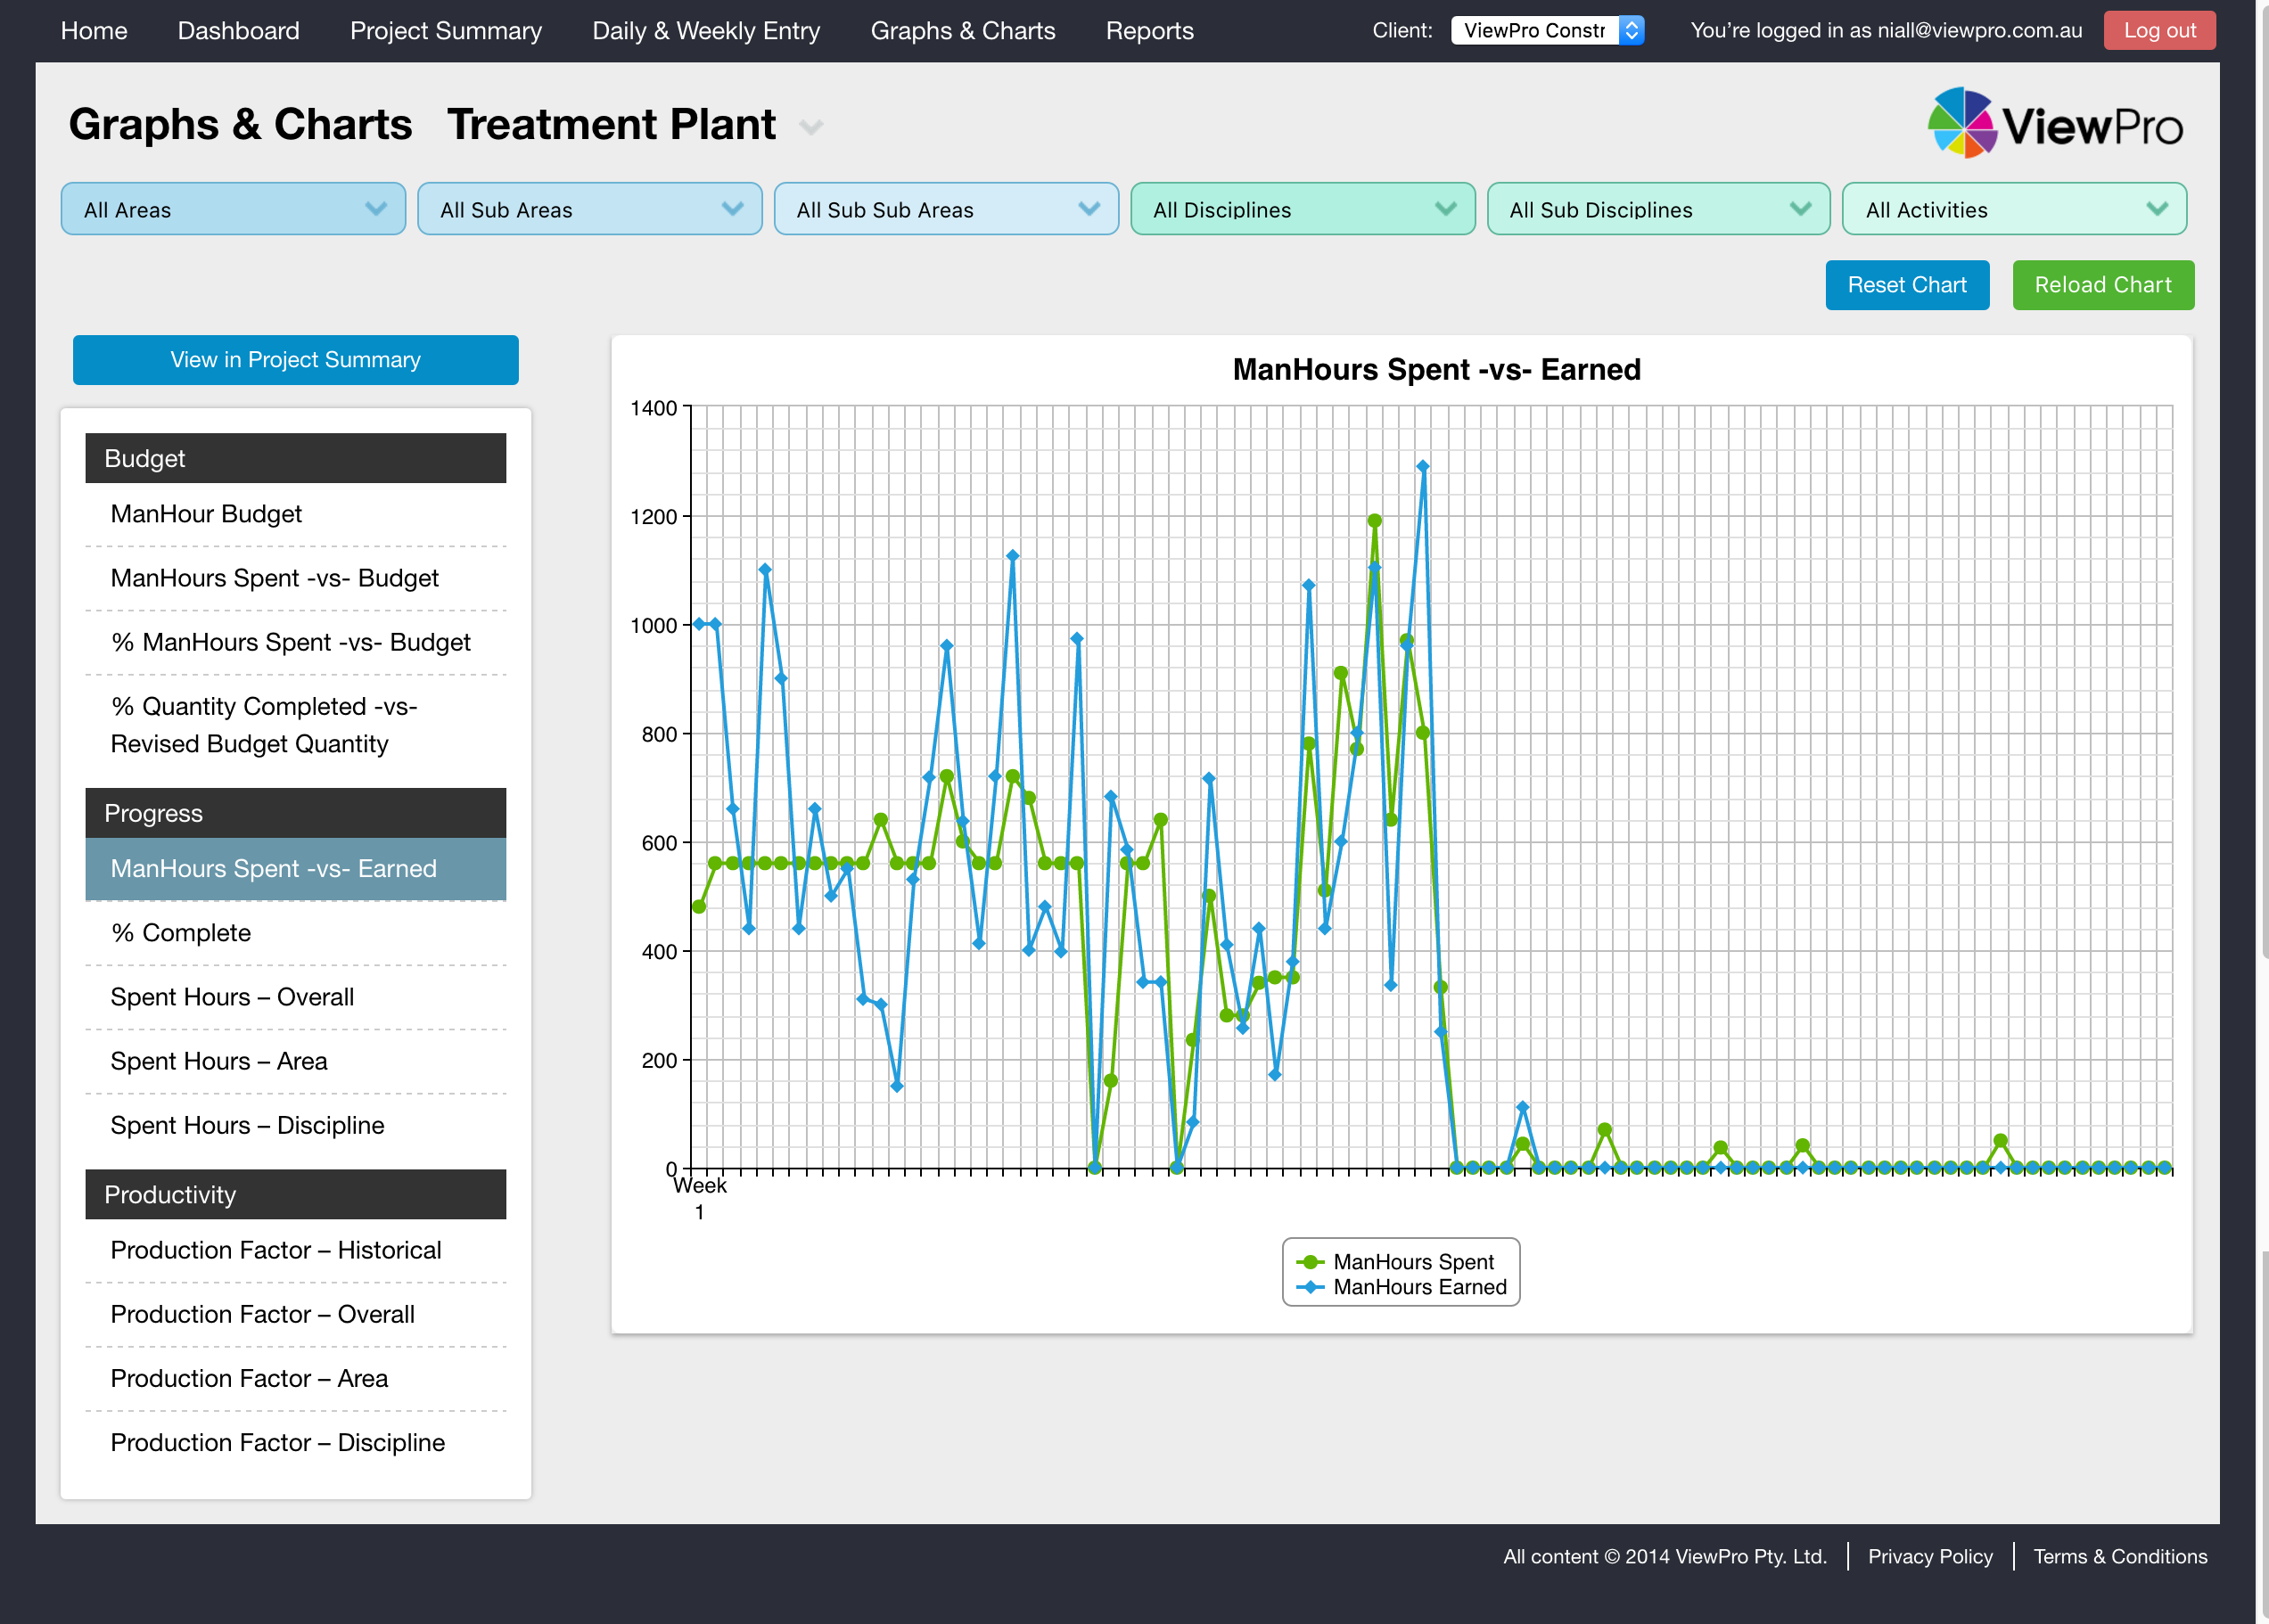 Home Dashboard Project Summary Daily & Weekly Entry Graphs & Charts Reports Client: ViewPro Constr You’re logged in as niall@viewpro.com.au Log out
Graphs & Charts Treatment Plant
ViewPro
All Areas All Sub Areas All Sub Sub Areas All Disciplines All Sub Disciplines All Activities
Reset Chart Reload Chart
View in Project Summary
Budget
ManHour Budget
ManHours Spent -vs- Budget
% ManHours Spent -vs- Budget
% Quantity Completed -vs-
Revised Budget Quantity
Progress
ManHours Spent -vs- Earned
% Complete
Spent Hours – Overall
Spent Hours – Area
Spent Hours – Discipline
Productivity
Production Factor – Historical
Production Factor – Overall
Production Factor – Area
Production Factor – Discipline
ManHours Spent -vs- Earned
1400
1200
1000
800
600
400
200
0
Week
1
ManHours Spent
ManHours Earned
All content © 2014 ViewPro Pty. Ltd. Privacy Policy Terms & Conditions